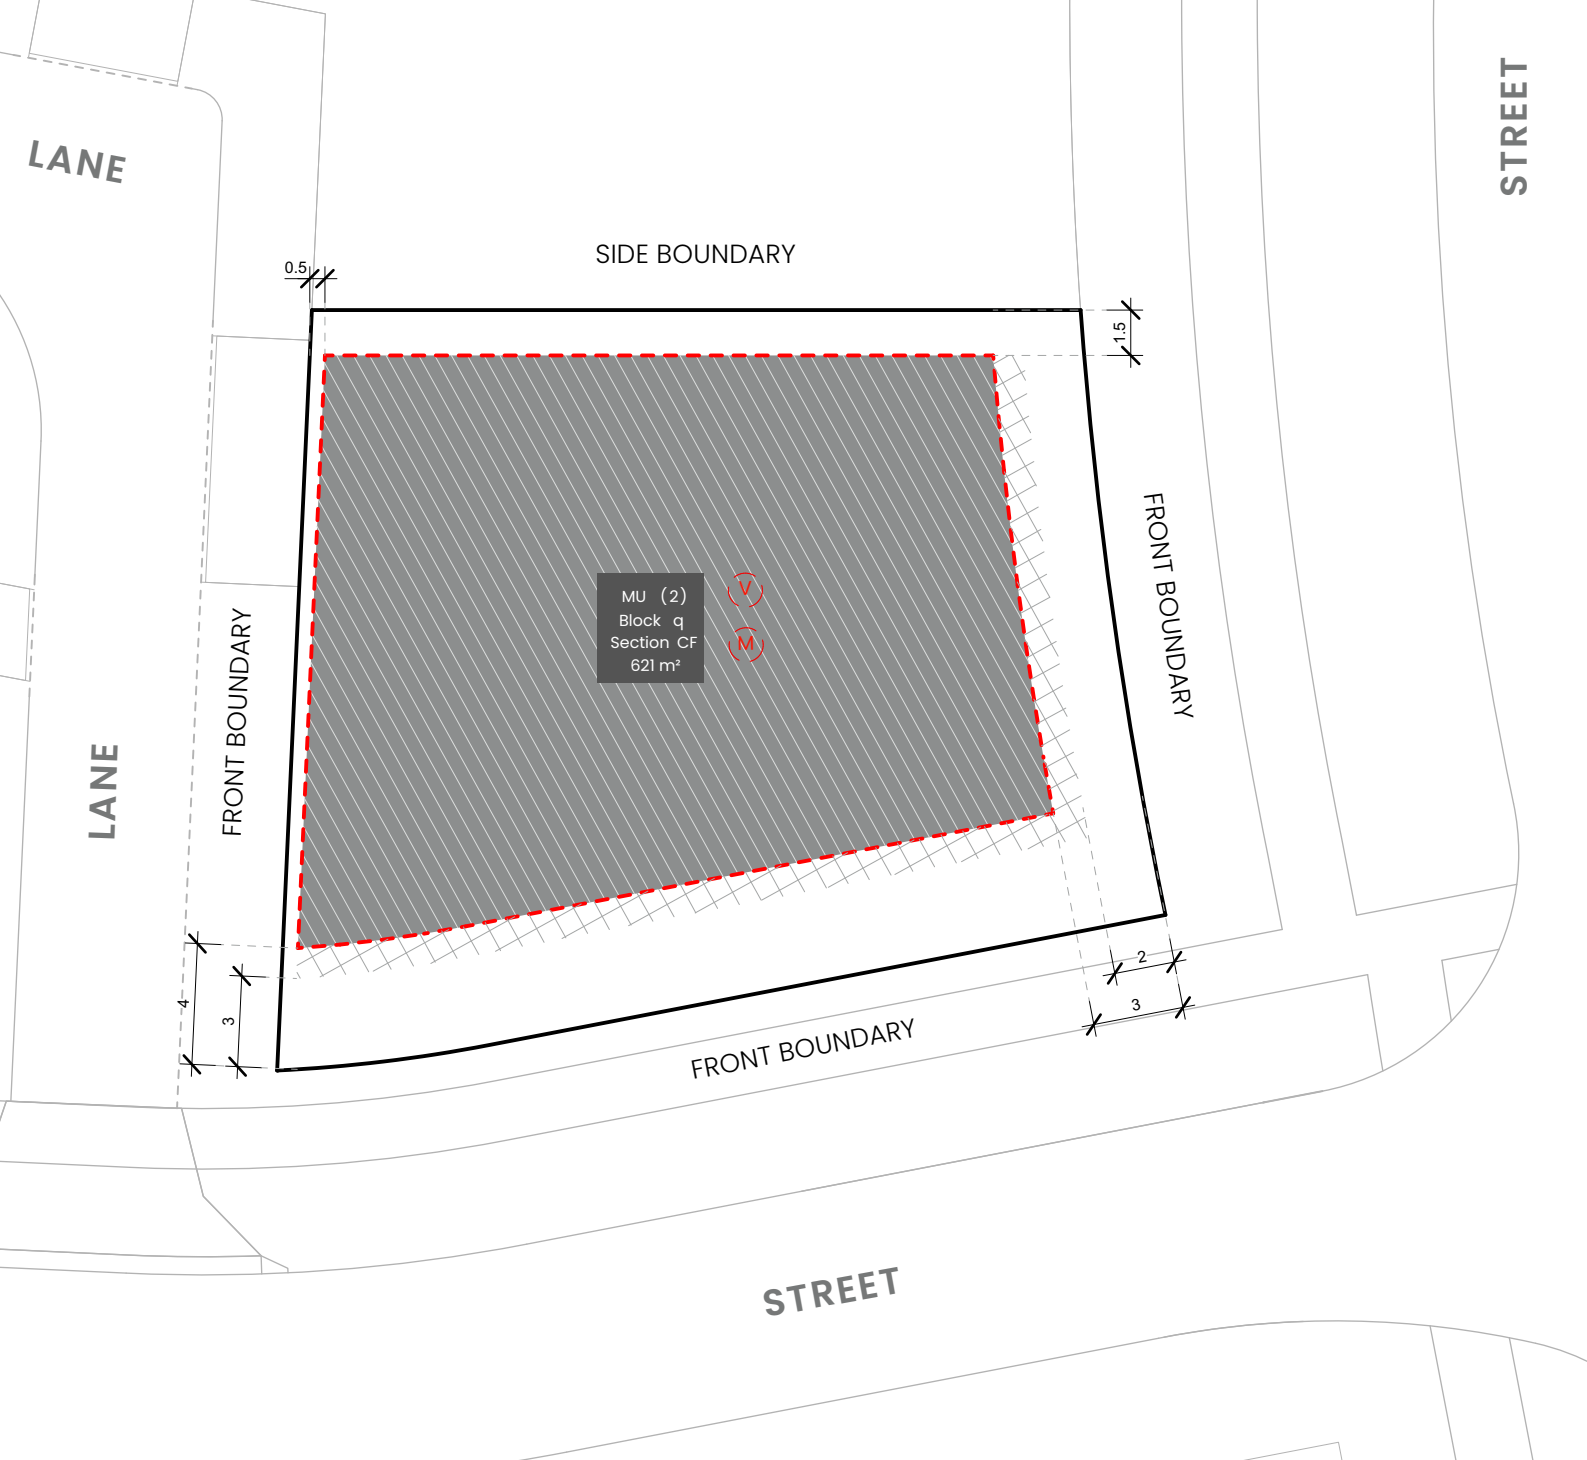 STREET
LANE
SIDE BOUNDARY
0.5
1.5
FRONT BOUNDARY
MU (2)
Block q
Section CF
621 m²
V
M
FRONT BOUNDARY
LANE
2
3
4
3
FRONT BOUNDARY
STREET